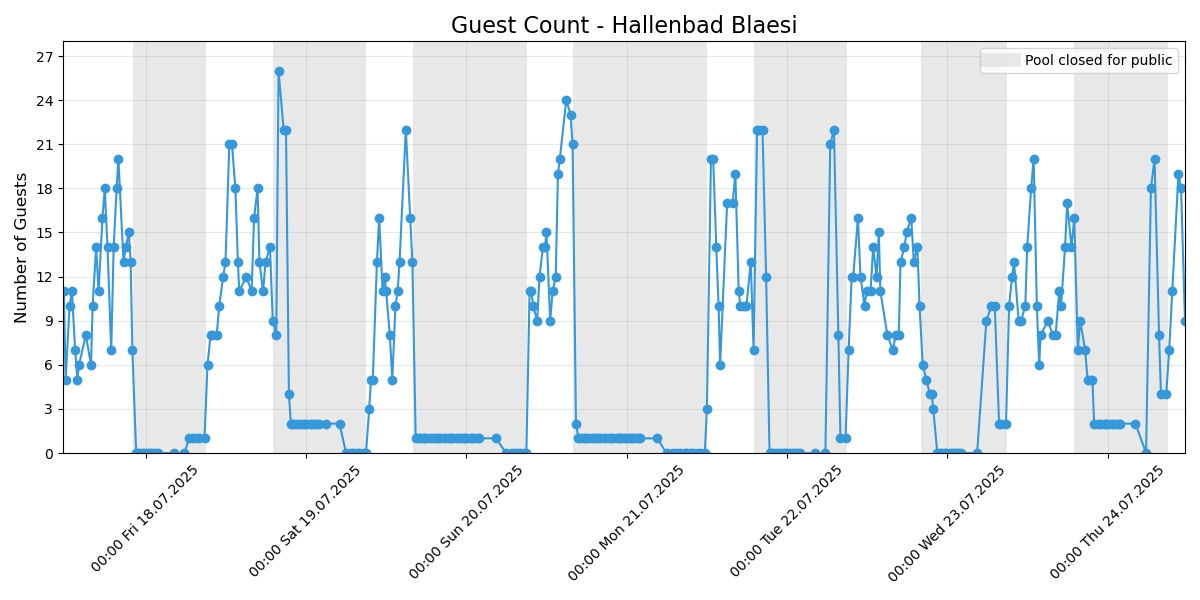 Guest Count - Hallenbad Blaesi
Pool closed for public
Number of Guests
27
24
21
18
15
12
9
6
3
0
00:00 Fri 18.07.2025
00:00 Sat 19.07.2025
00:00 Sun 20.07.2025
00:00 Mon 21.07.2025
00:00 Tue 22.07.2025
00:00 Wed 23.07.2025
00:00 Thu 24.07.2025